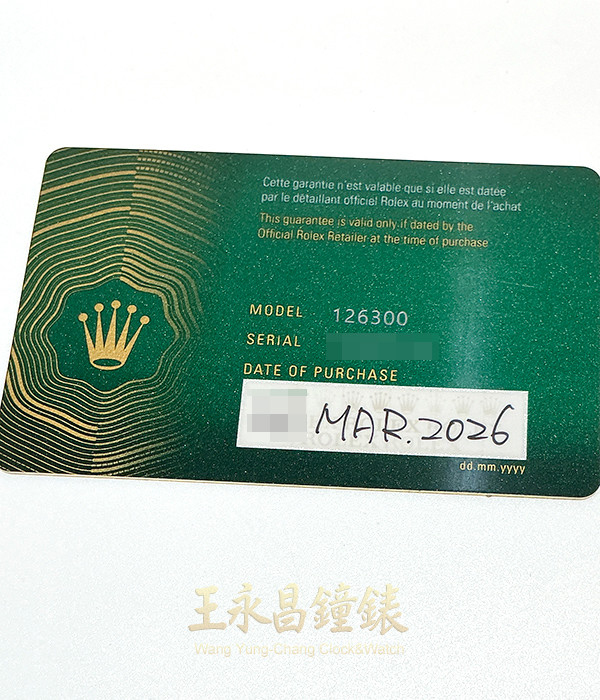 Cette garantie n'est valable que si elle est datée
par le détaillant officiel Rolex au moment de l'achat
This guarantee is valid only if dated by the
Official Rolex Retailer at the time of purchase
MODEL 126300
SERIAL
DATE OF PURCHASE
MAR.2026
dd.mm.yyyy
王永昌鐘錶
Wang Yung-Chang Clock&Watch